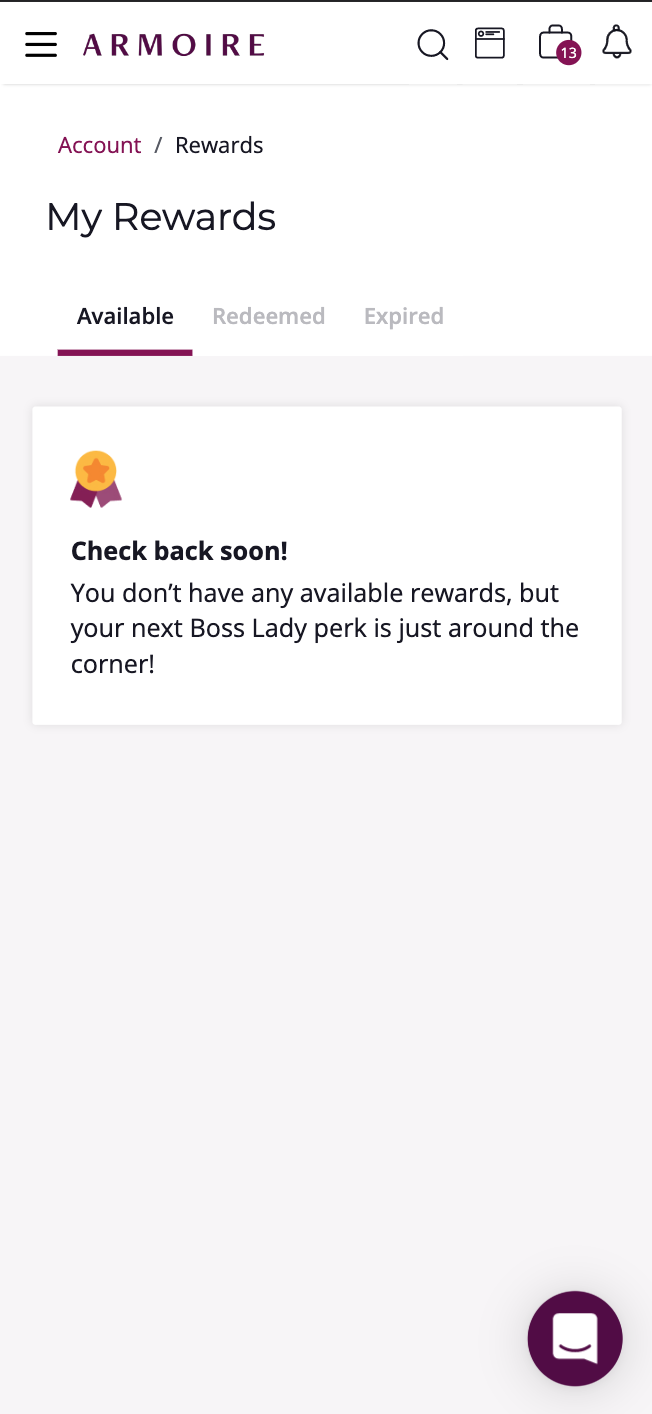 ARMOIRE
13
Account / Rewards
My Rewards
Available Redeemed Expired
Check back soon!
You don’t have any available rewards, but
your next Boss Lady perk is just around the
corner!